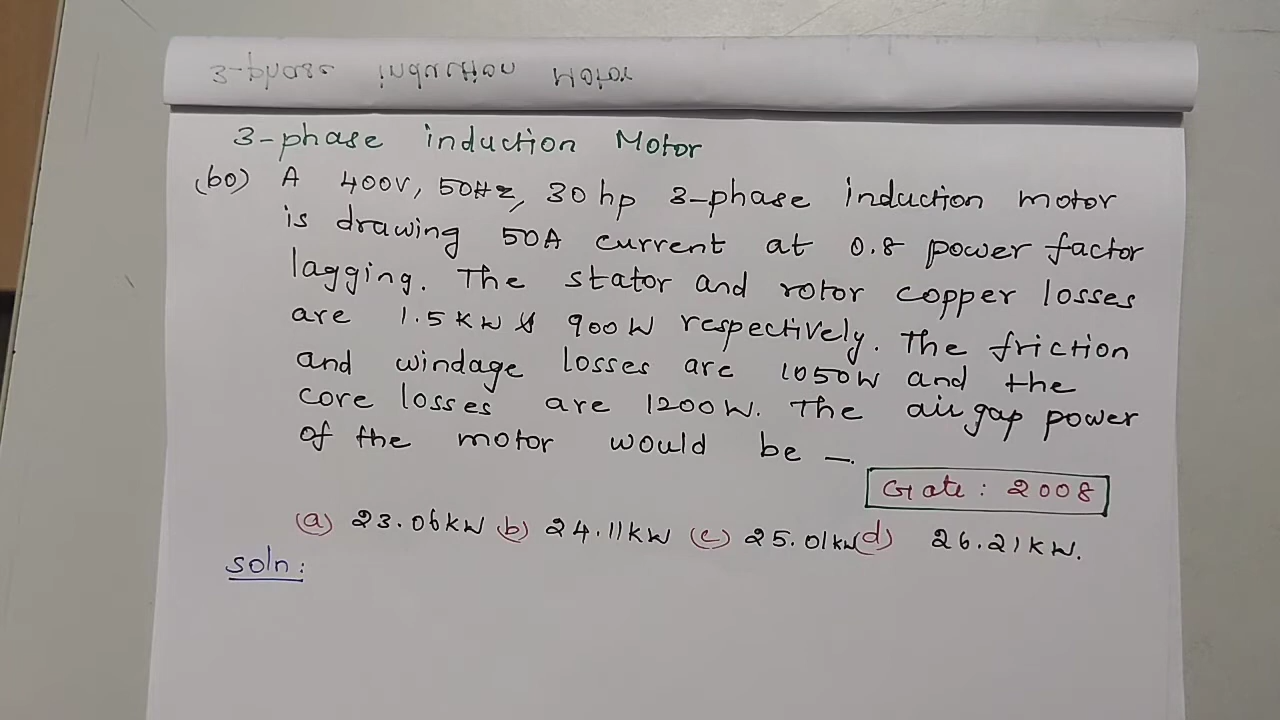 3-phase induction Motor
3-phase induction Motor
(60) A 400V, 50Hz, 30hp 3-phase induction motor
is drawing 50A current at 0.8 power factor
lagging. The stator and rotor copper losses
are 1.5KW & 900W respectively. The friction
and windage losses are 1050W and the
core losses are 1200W. The air gap power
of the motor would be —.
Gate: 2008
(a) 23.06KW (b) 24.11KW (c) 25.01KW (d) 26.21KW.
Soln: